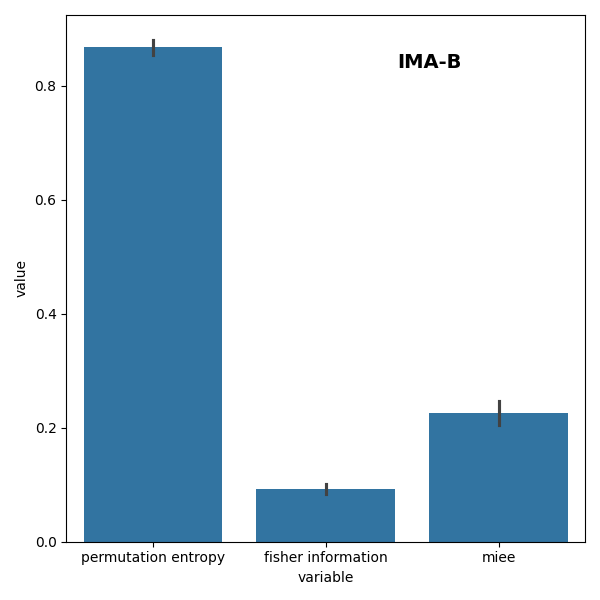 IMA-B
0.8
0.6
0.4
0.2
0.0
value
permutation entropy
fisher information
miee
variable